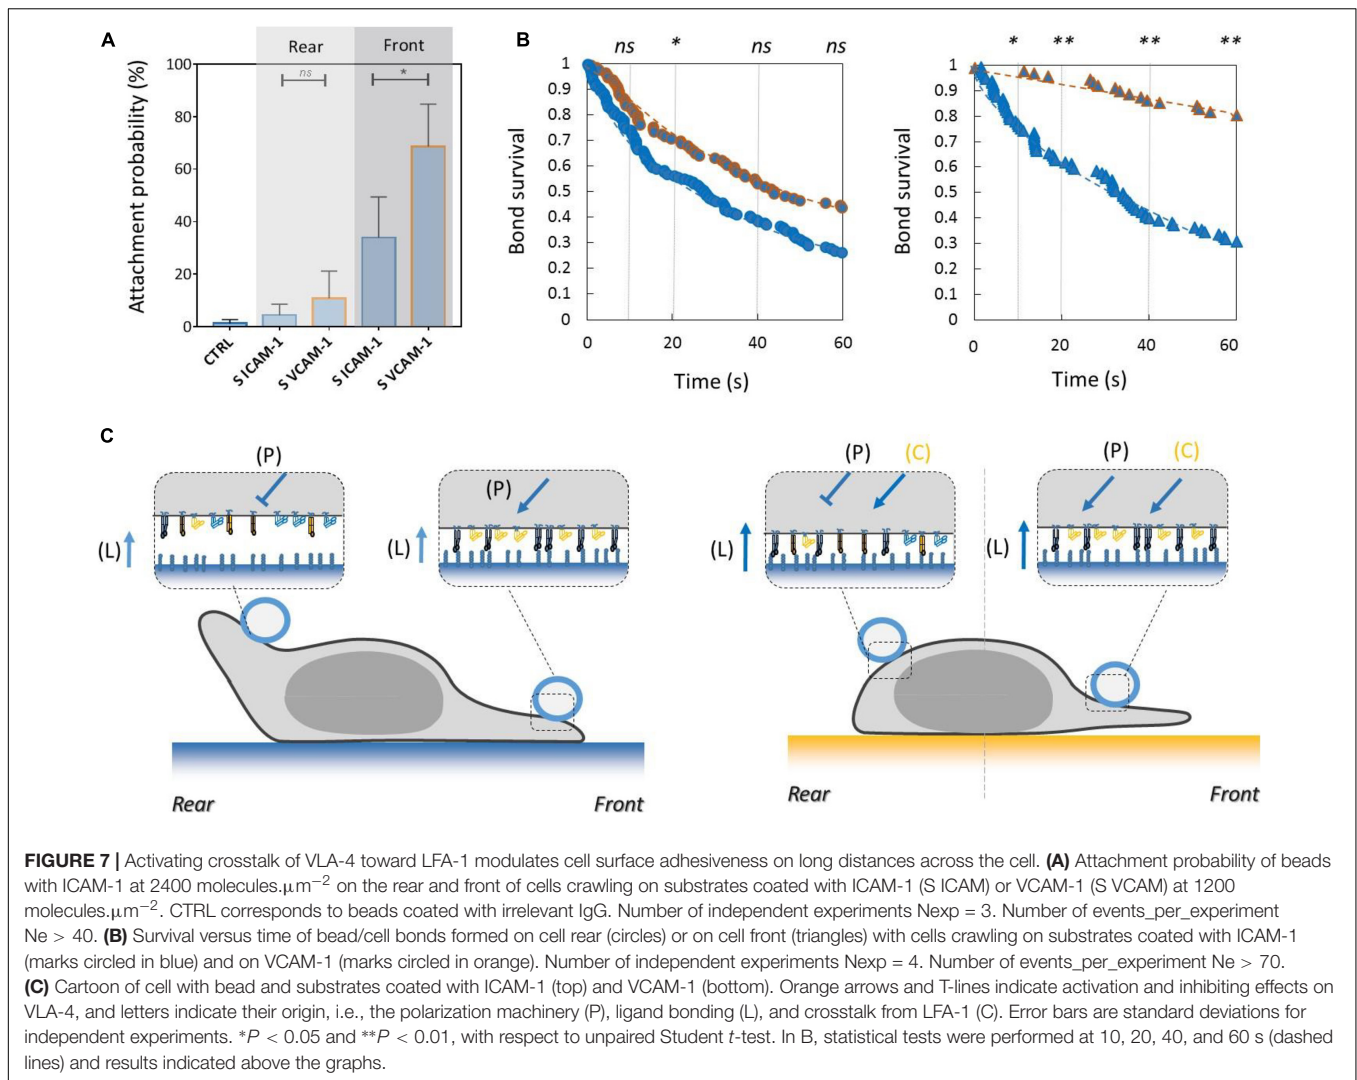 A
Rear
Front
ns
*
Attachment probability (%)
100
80
60
40
20
0
CTRL
S ICAM-1
S VCAM-1
S ICAM-1
S VCAM-1
B
ns
*
ns
ns
Bond survival
1
0.9
0.8
0.7
0.6
0.5
0.4
0.3
0.2
0.1
0
0
20
40
60
Time (s)
*
**
**
**
Bond survival
1
0.9
0.8
0.7
0.6
0.5
0.4
0.3
0.2
0.1
0
0
20
40
60
Time (s)
C
(P)
(L)
(P)
(L)
(P)
(C)
(L)
(P)
(C)
(L)
Rear
Front
Rear
Front
FIGURE 7 | Activating crosstalk of VLA-4 toward LFA-1 modulates cell surface adhesiveness on long distances across the cell. (A) Attachment probability of beads
with ICAM-1 at 2400 molecules.μm−2 on the rear and front of cells crawling on substrates coated with ICAM-1 (S ICAM) or VCAM-1 (S VCAM) at 1200
molecules.μm−2. CTRL corresponds to beads coated with irrelevant IgG. Number of independent experiments Nexp = 3. Number of events_per_experiment
Ne > 40. (B) Survival versus time of bead/cell bonds formed on cell rear (circles) or on cell front (triangles) with cells crawling on substrates coated with ICAM-1
(marks circled in blue) and on VCAM-1 (marks circled in orange). Number of independent experiments Nexp = 4. Number of events_per_experiment Ne > 70.
(C) Cartoon of cell with bead and substrates coated with ICAM-1 (top) and VCAM-1 (bottom). Orange arrows and T-lines indicate activation and inhibiting effects on
VLA-4, and letters indicate their origin, i.e., the polarization machinery (P), ligand bonding (L), and crosstalk from LFA-1 (C). Error bars are standard deviations for
independent experiments. *P < 0.05 and **P < 0.01, with respect to unpaired Student t-test. In B, statistical tests were performed at 10, 20, 40, and 60 s (dashed
lines) and results indicated above the graphs.